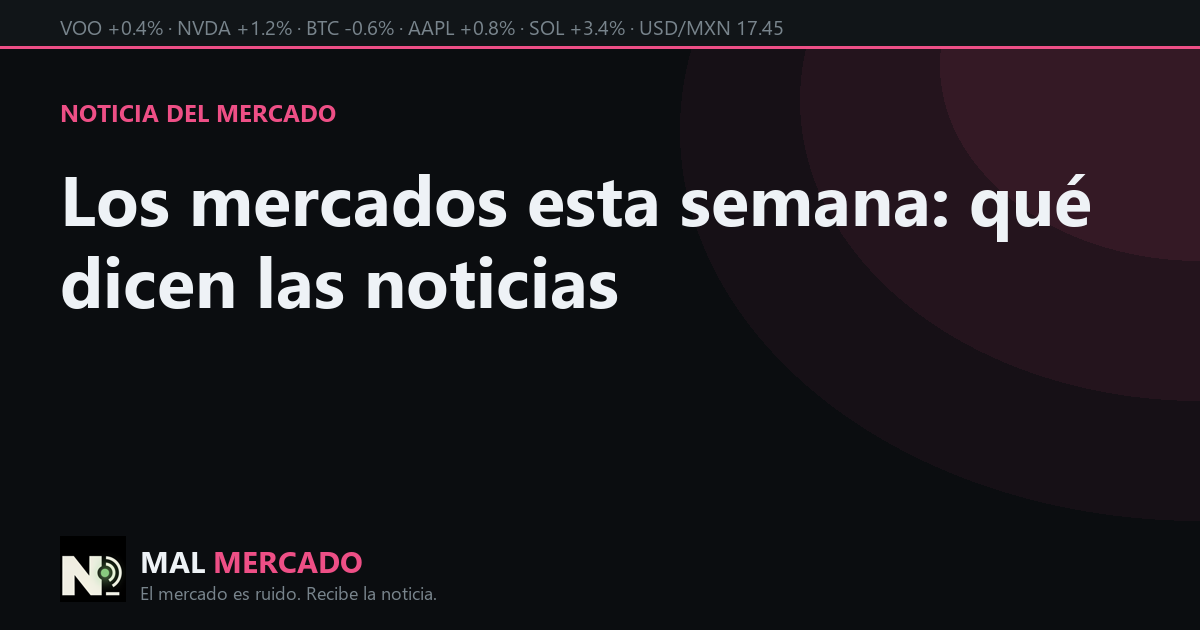 VOO +0.4% · NVDA +1.2% · BTC -0.6% · AAPL +0.8% · SOL +3.4% · USD/MXN 17.45
NOTICIA DEL MERCADO
Los mercados esta semana: qué
dicen las noticias
N
MAL MERCADO
El mercado es ruido. Recibe la noticia.